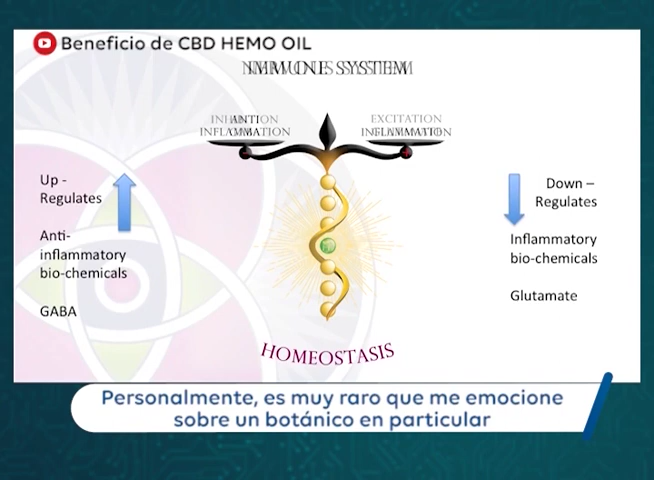 Beneficio de CBD HEMO OIL
SYSTEM
HOMEOSTASIS
Up -
Regulates
Anti-
inflammatory
bio-chemicals
GABA
Down –
Regulates
Inflammatory
bio-chemicals
Glutamate
Personalmente, es muy raro que me emocione
sobre un botánico en particular